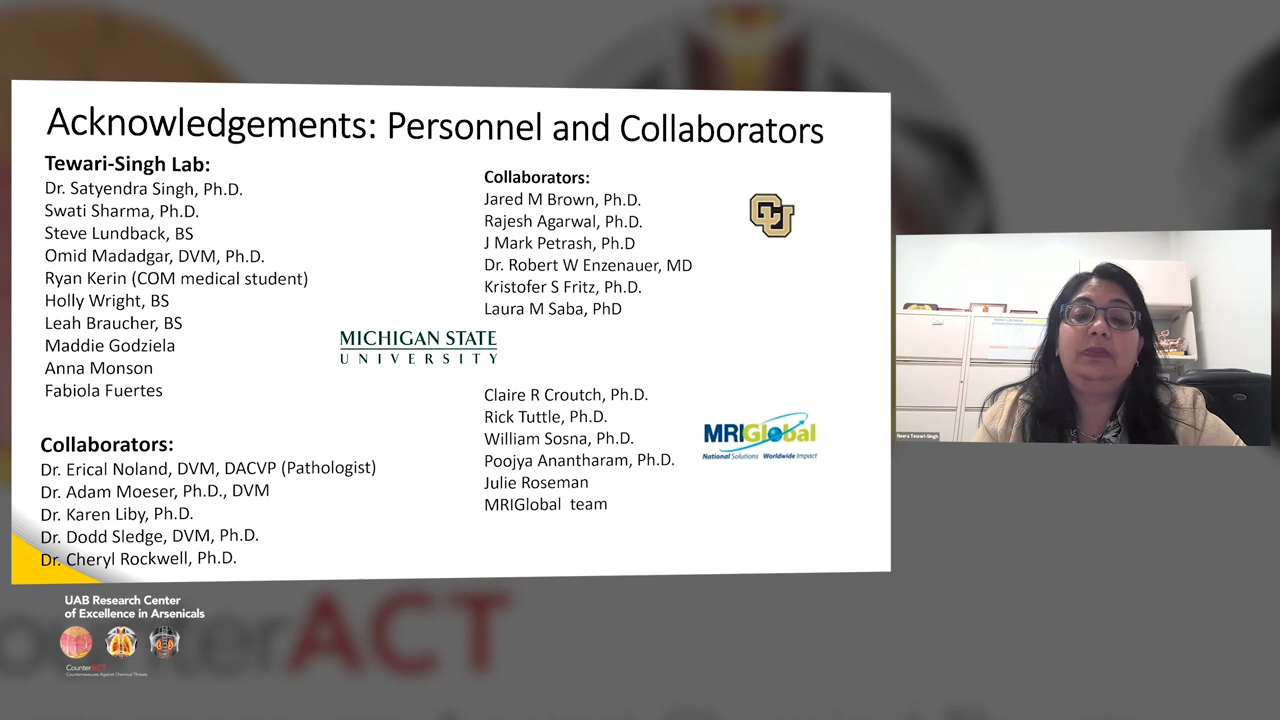 Acknowledgements: Personnel and Collaborators
Tewari-Singh Lab:
Dr. Satyendra Singh, Ph.D.
Swati Sharma, Ph.D.
Steve Lundback, BS
Omid Madadgar, DVM, Ph.D.
Ryan Kerin (COM medical student)
Holly Wright, BS
Leah Braucher, BS
Maddie Godziela
Anna Monson
Fabiola Fuertes
MICHIGAN STATE
UNIVERSITY
Collaborators:
Dr. Erical Noland, DVM, DACVP (Pathologist)
Dr. Adam Moeser, Ph.D., DVM
Dr. Karen Liby, Ph.D.
Dr. Dodd Sledge, DVM, Ph.D.
Dr. Cheryl Rockwell, Ph.D.
Collaborators:
Jared M Brown, Ph.D.
Rajesh Agarwal, Ph.D.
J Mark Petrash, Ph.D
Dr. Robert W Enzenauer, MD
Kristofer S Fritz, Ph.D.
Laura M Saba, PhD
CU
Claire R Croutch, Ph.D.
Rick Tuttle, Ph.D.
William Sosna, Ph.D.
Poojya Anantharam, Ph.D.
Julie Roseman
MRIGlobal team
MRIGlobal
National Solutions Worldwide Impact
Neera Tewari-Singh
UAB Research Center
of Excellence in Arsenicals
CounterACT
Countermeasures Against Chemical Threats
ounterACT